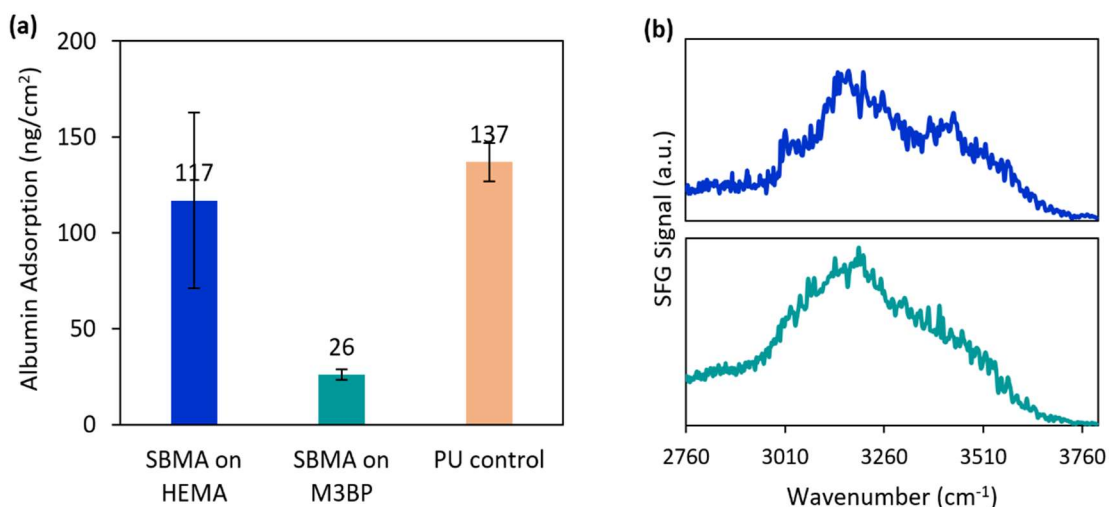 (a)
200
150
100
50
0
Albumin Adsorption (ng/cm²)
117
26
137
SBMA on
HEMA
SBMA on
M3BP
PU control
(b)
SFG Signal (a.u.)
2760 3010 3260 3510 3760
Wavenumber (cm⁻¹)